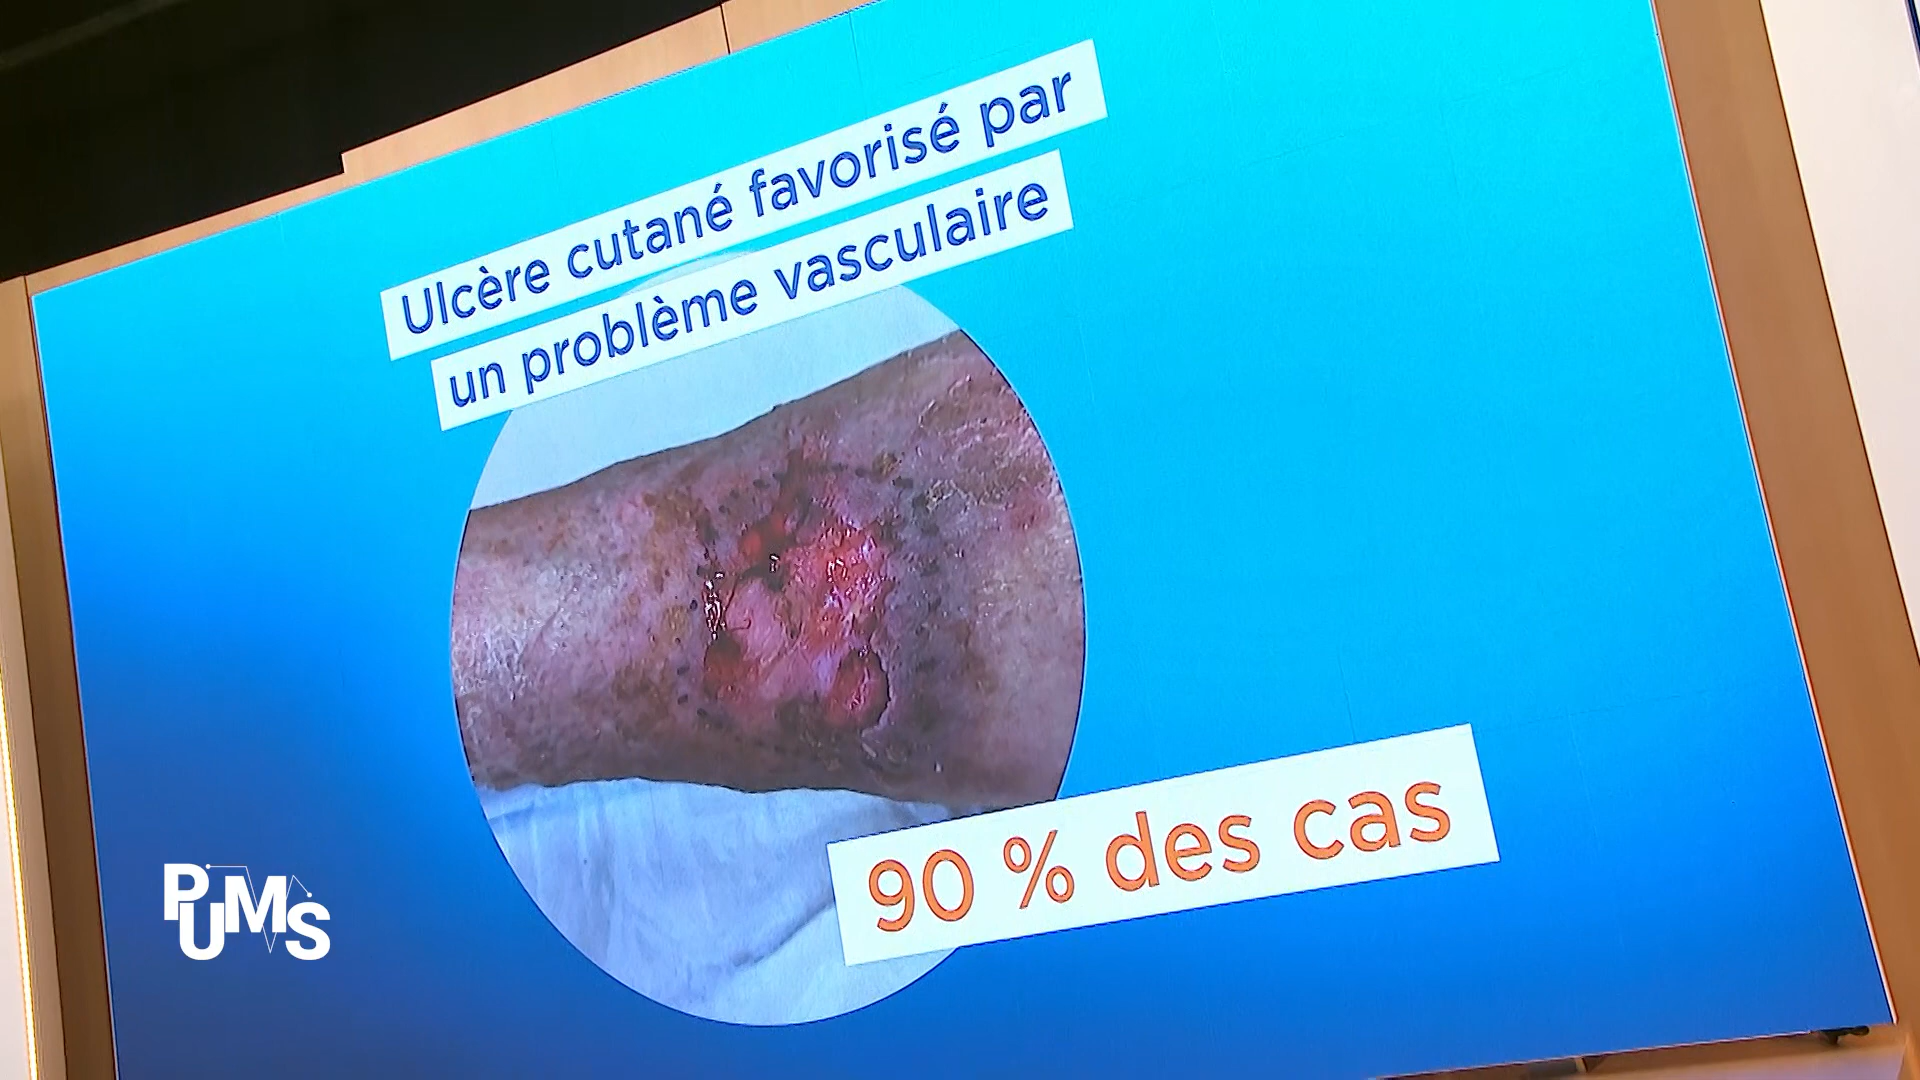 Ulcère cutané favorisé par
un problème vasculaire
90 % des cas
PUMS